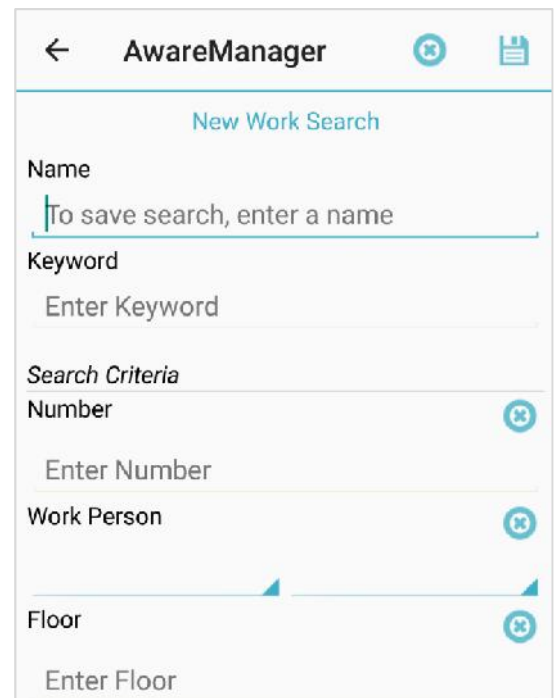 AwareManager
New Work Search
Name
To save search, enter a name
Keyword
Enter Keyword
Search Criteria
Number
Enter Number
Work Person
Floor
Enter Floor